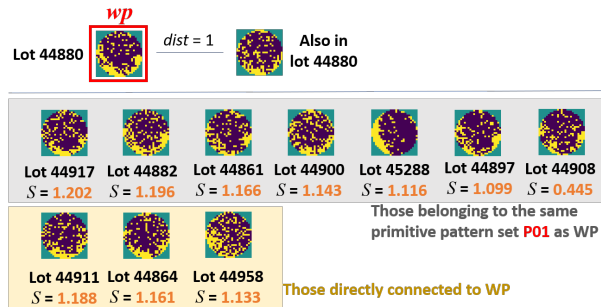 wp
Lot 44880
dist = 1
Also in
lot 44880
Lot 44917 Lot 44882 Lot 44861 Lot 44900 Lot 45288 Lot 44897 Lot 44908
S = 1.202 S = 1.196 S = 1.166 S = 1.143 S = 1.116 S = 1.099 S = 0.445
Those belonging to the same
primitive pattern set P01 as WP
Lot 44911 Lot 44864 Lot 44958
S = 1.188 S = 1.161 S = 1.133
Those directly connected to WP